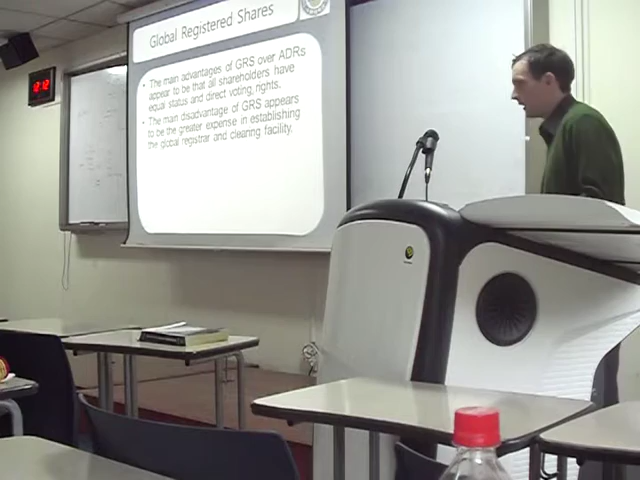 Global Registered Shares
• The main advantages of GRS over ADRs
appear to be that all shareholders have
equal status and direct voting rights.
• The main disadvantage of GRS appears
to be the greater expense in establishing
the global registrar and clearing facility.
12:12